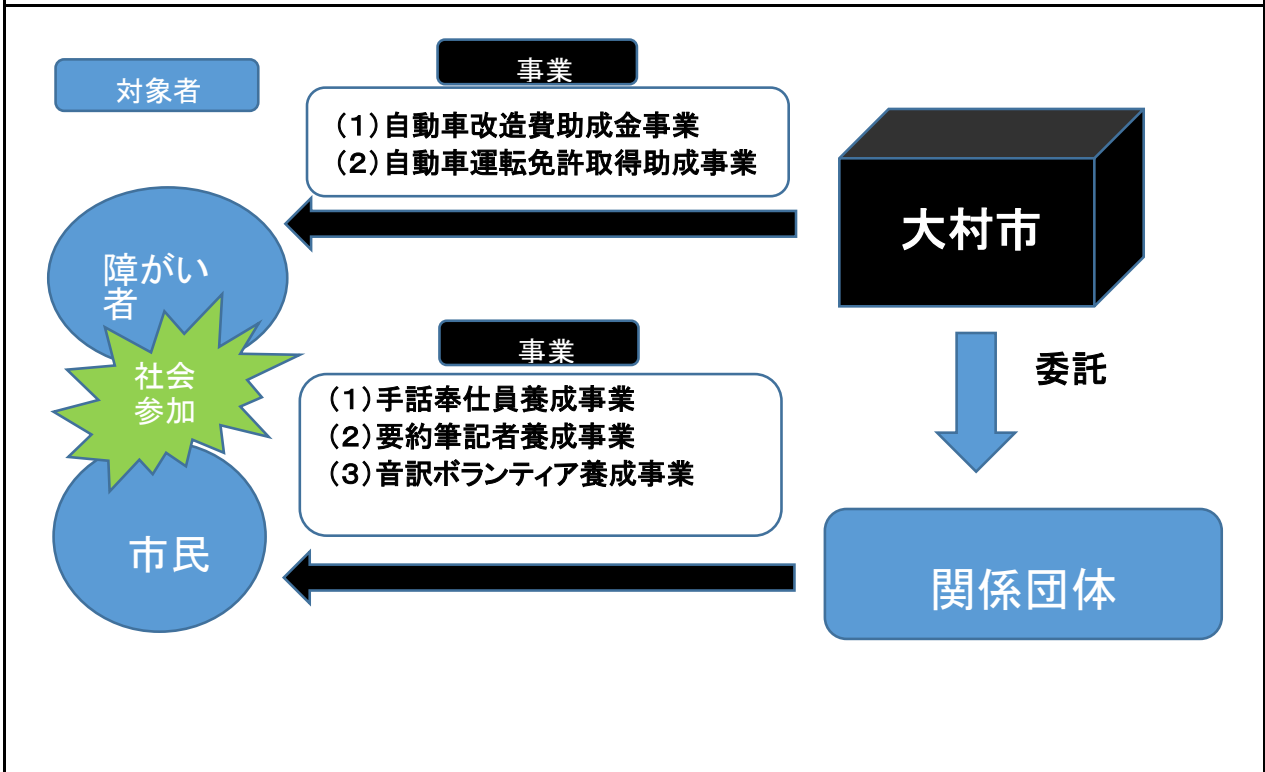 対象者
事業
(1)自動車改造費助成金事業
(2)自動車運転免許取得助成事業
大村市
障がい
者
社会
参加
市民
事業
(1)手話奉仕員養成事業
(2)要約筆記者養成事業
(3)音訳ボランティア養成事業
委託
関係団体